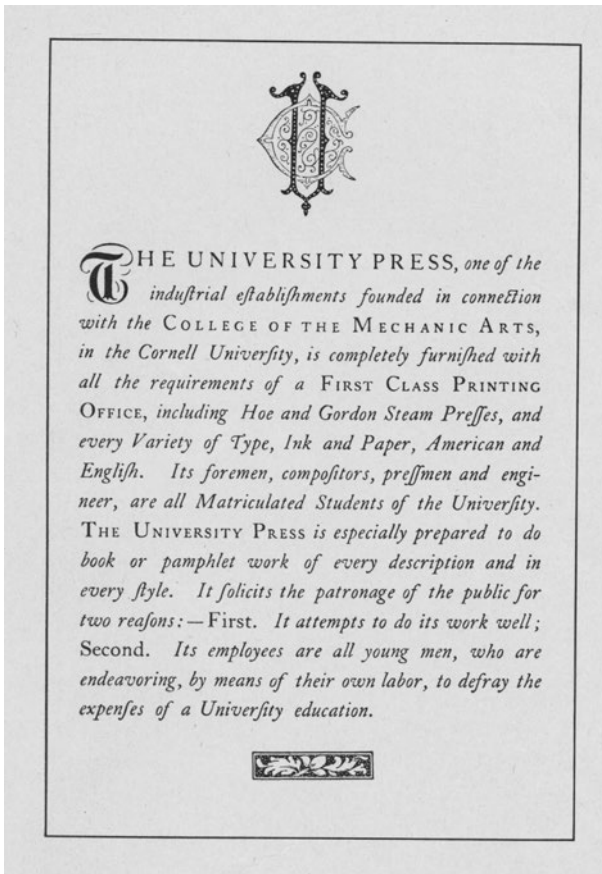 THE UNIVERSITY PRESS, one of the
induſtrial eſtabliſhments founded in connection
with the COLLEGE OF THE MECHANIC ARTS,
in the Cornell Univerſity, is completely furniſhed with
all the requirements of a FIRST CLASS PRINTING
OFFICE, including Hoe and Gordon Steam Preſſes, and
every Variety of Type, Ink and Paper, American and
Engliſh. Its foremen, compoſitors, preſſmen and engi-
neer, are all Matriculated Students of the Univerſity.
THE UNIVERSITY PRESS is especially prepared to do
book or pamphlet work of every description and in
every ſtyle. It ſolicits the patronage of the public for
two reaſons:—First. It attempts to do its work well;
Second. Its employees are all young men, who are
endeavoring, by means of their own labor, to defray the
expenſes of a Univerſity education.